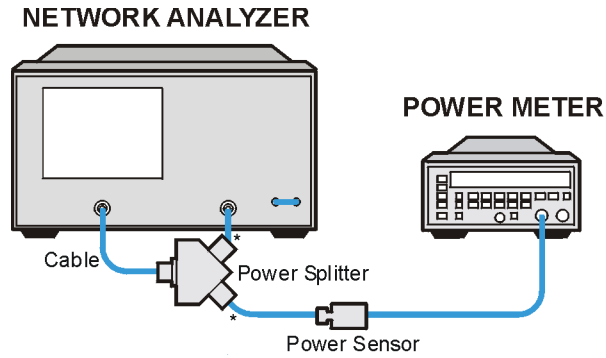 NETWORK ANALYZER
POWER METER
Cable
*
Power Splitter
*
Power Sensor